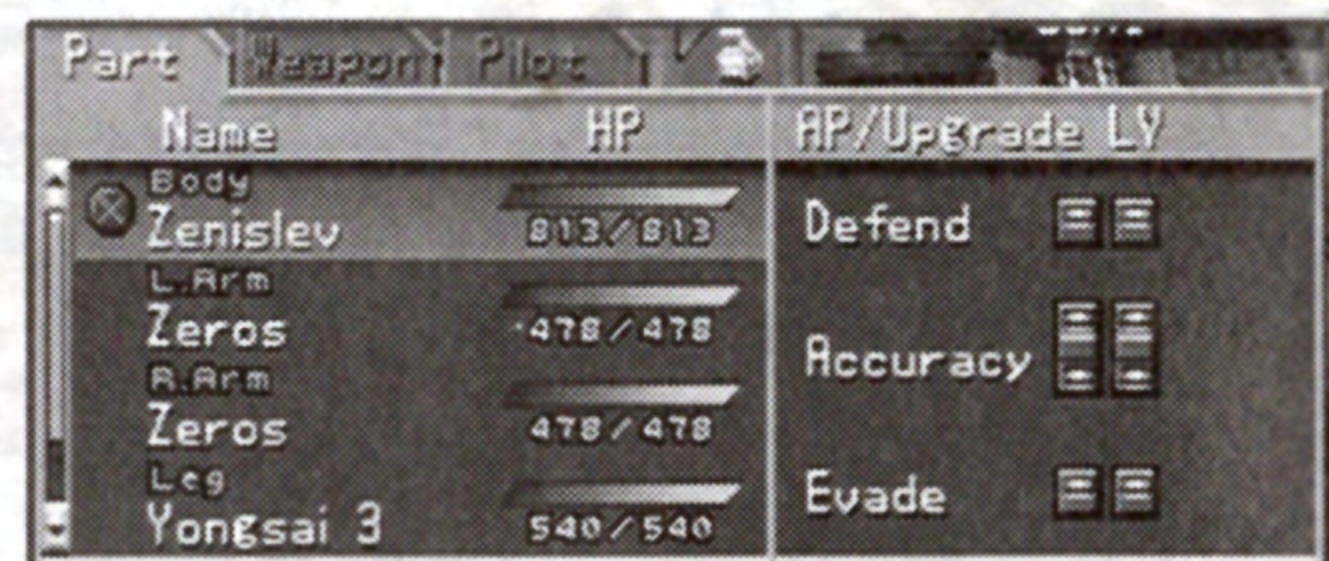 Part Weapon Pilot
Name HP AP/Upgrade LV
Body
Zenislev 813/813
L.Arm
Zeros 478/478
R.Arm
Zeros 478/478
Leg
Yongsai 3 540/540
Defend
Accuracy
Evade